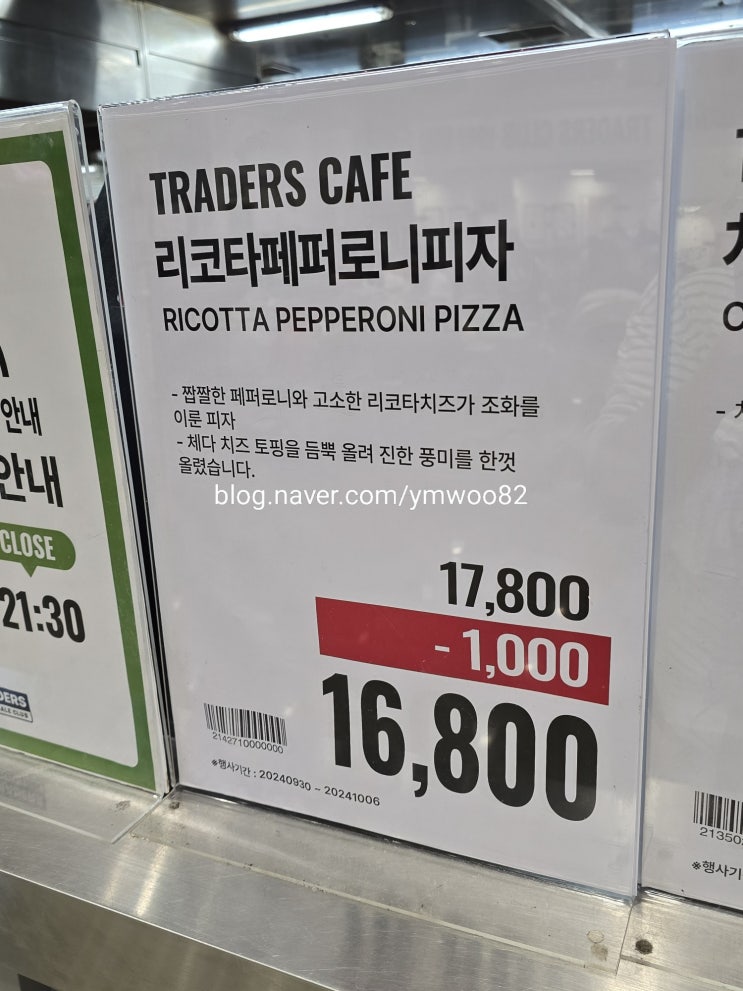 TRADERS CAFE
리코타페퍼로니피자
RICOTTA PEPPERONI PIZZA
- 짭짤한 페퍼로니와 고소한 리코타치즈가 조화를
이룬 피자
- 체다 치즈 토핑을 듬뿍 올려 진한 풍미를 한껏
올렸습니다.
blog.naver.com/ymwoo82
17,800
- 1,000
16,800
2142710000000
※행사기간 : 20240930 ~ 20241006
안내
안내
CLOSE
21:30